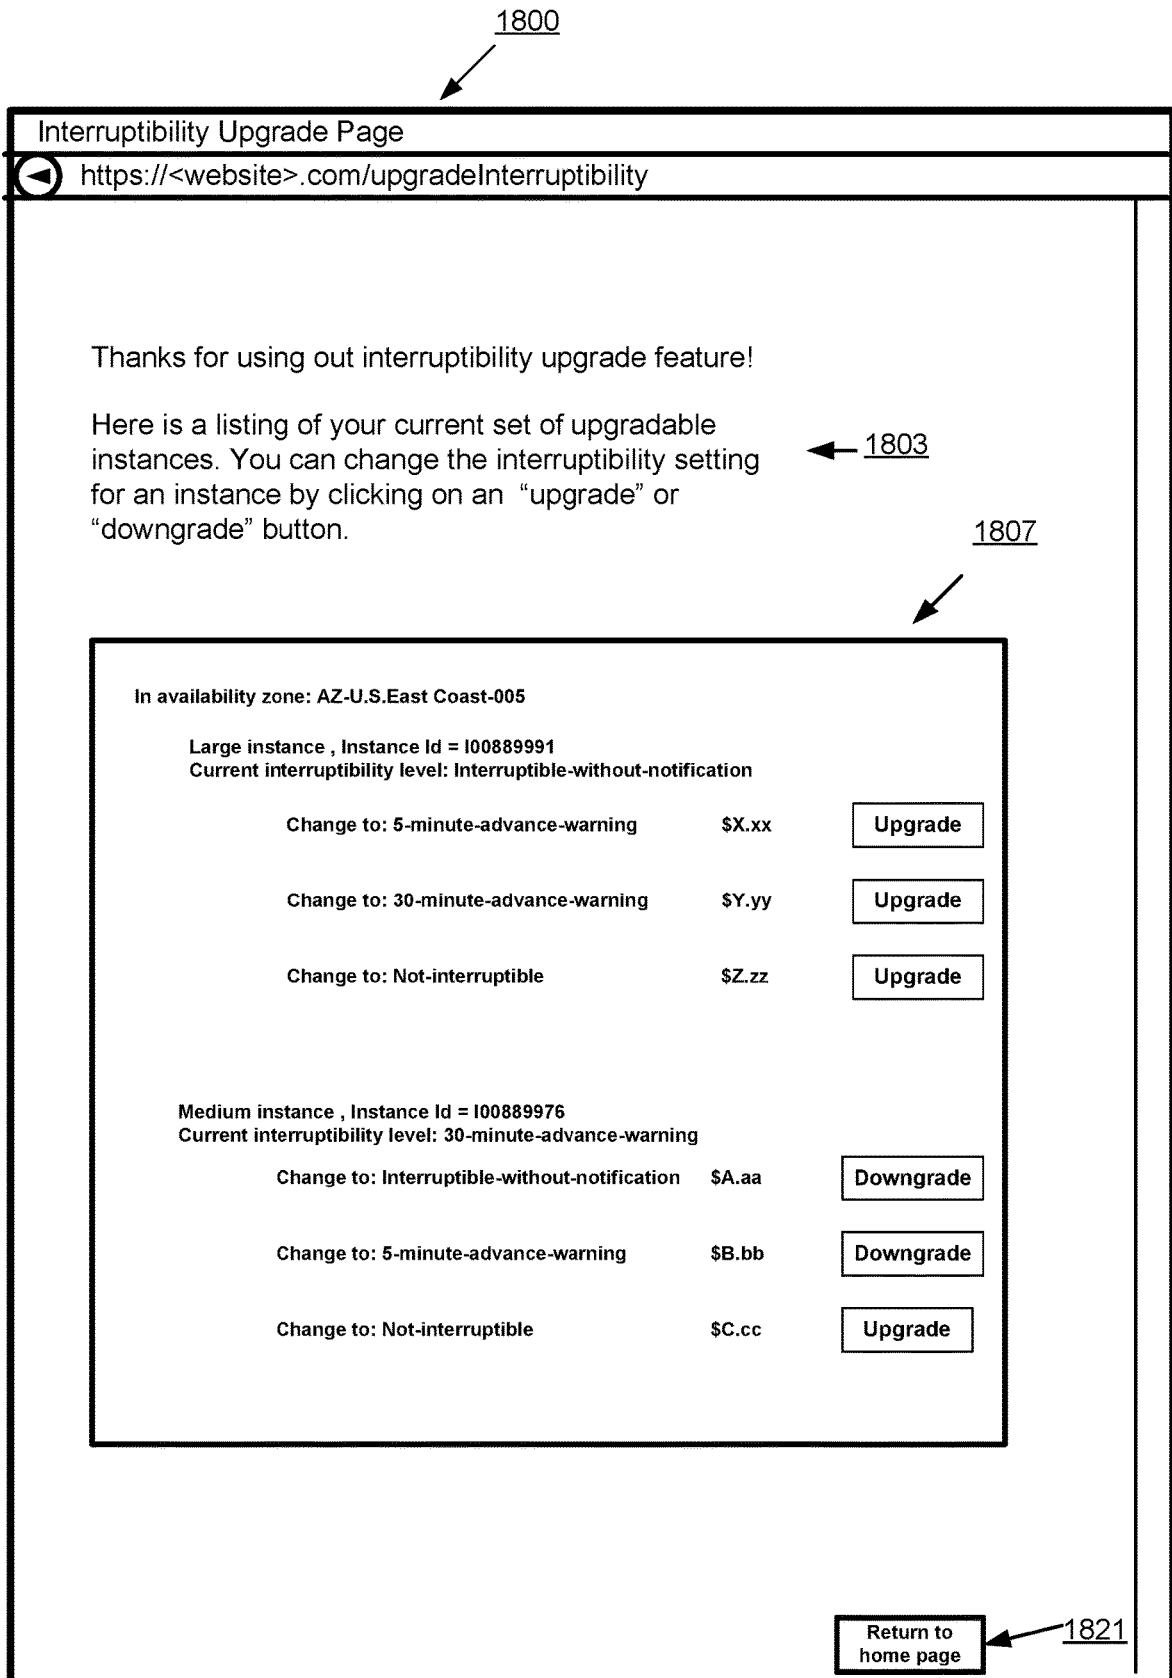 1800
Interruptibility Upgrade Page
https://<website>.com/upgradeInterruptibility
Thanks for using out interruptibility upgrade feature!
Here is a listing of your current set of upgradable
instances. You can change the interruptibility setting
for an instance by clicking on an “upgrade” or
“downgrade” button.
1803
1807
In availability zone: AZ-U.S.East Coast-005
Large instance , Instance Id = I00889991
Current interruptibility level: Interruptible-without-notification
Change to: 5-minute-advance-warning $X.xx Upgrade
Change to: 30-minute-advance-warning $Y.yy Upgrade
Change to: Not-interruptible $Z.zz Upgrade
Medium instance , Instance Id = I00889976
Current interruptibility level: 30-minute-advance-warning
Change to: Interruptible-without-notification $A.aa Downgrade
Change to: 5-minute-advance-warning $B.bb Downgrade
Change to: Not-interruptible $C.cc Upgrade
Return to
home page
1821